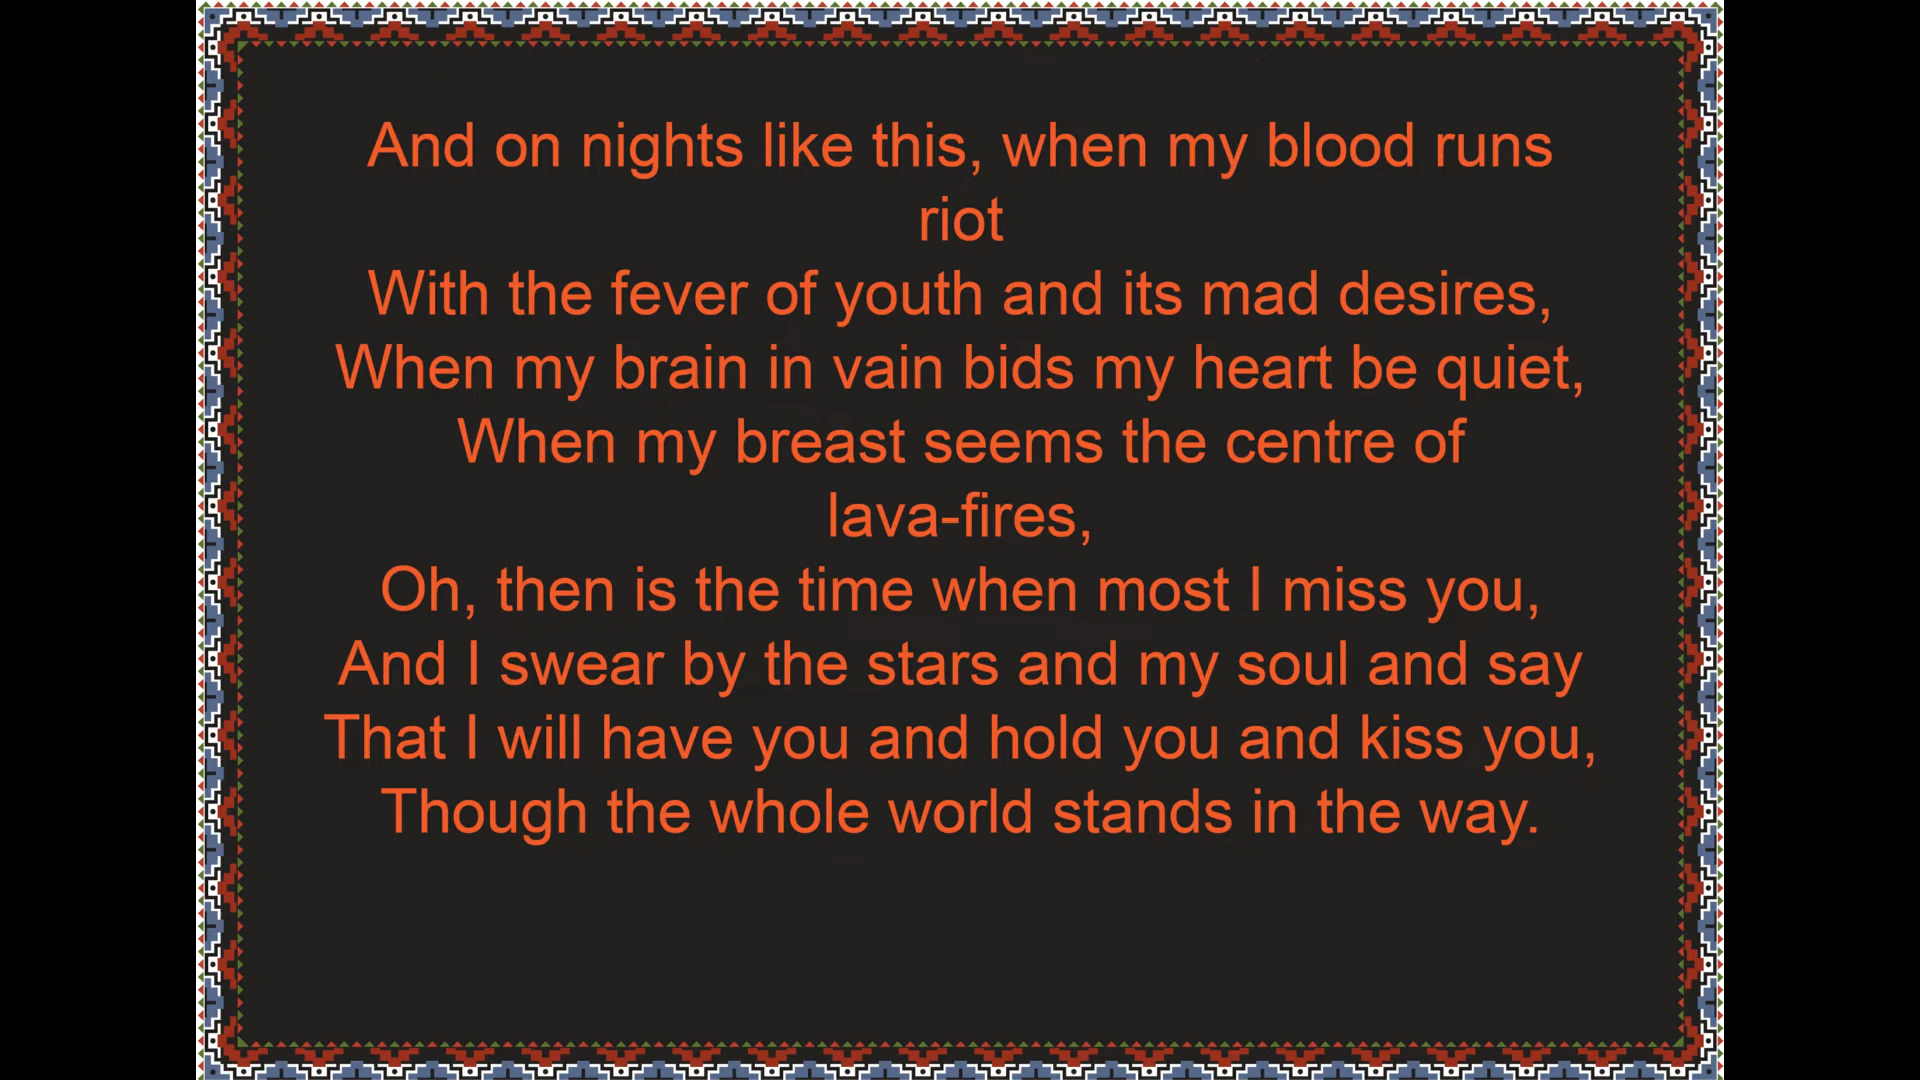 And on nights like this, when my blood runs
riot
With the fever of youth and its mad desires,
When my brain in vain bids my heart be quiet,
When my breast seems the centre of
lava-fires,
Oh, then is the time when most I miss you,
And I swear by the stars and my soul and say
That I will have you and hold you and kiss you,
Though the whole world stands in the way.